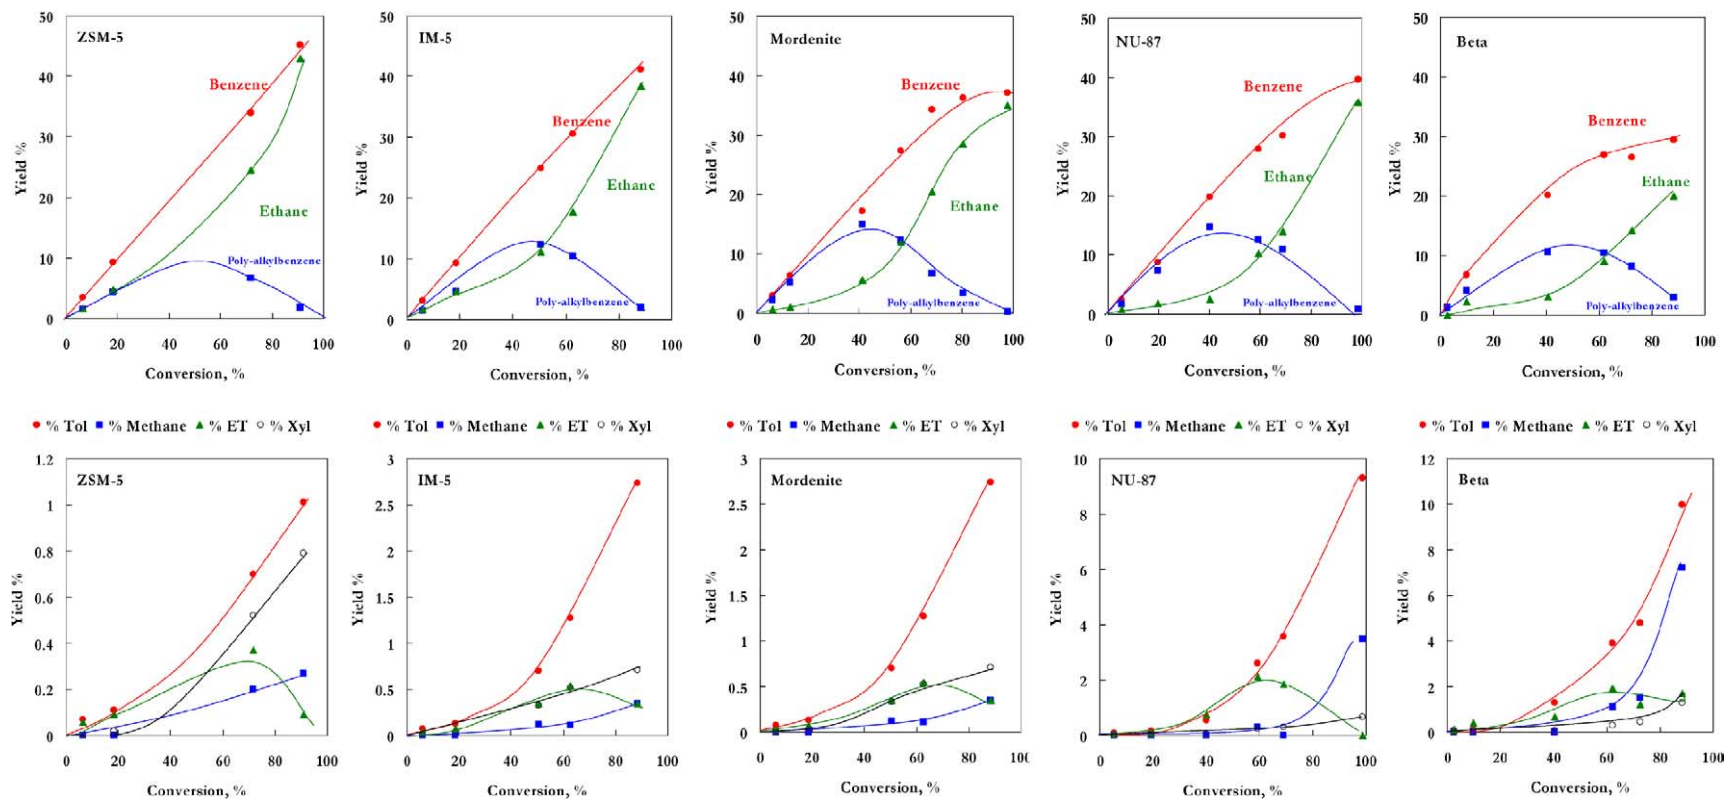 50
40
30
20
10
0
Yield %
ZSM-5
Benzene
Ethane
Poly-alkylbenzene
0 20 40 60 80 100
Conversion, %
50
40
30
20
10
0
Yield %
IM-5
Benzene
Ethane
Poly-alkylbenzene
0 20 40 60 80 100
Conversion, %
50
40
30
20
10
0
Yield %
Mordenite
Benzene
Ethane
Poly-alkylbenzene
0 20 40 60 80 100
Conversion, %
50
40
30
20
10
0
Yield %
NU-87
Benzene
Ethane
Poly-alkylbenzene
0 20 40 60 80 100
Conversion, %
50
40
30
20
10
0
Yield %
Beta
Benzene
Ethane
Poly-alkylbenzene
0 20 40 60 80 100
Conversion, %
% Tol % Methane % ET % Xyl
1.2
1
0.8
0.6
0.4
0.2
0
Yield %
ZSM-5
0 20 40 60 80 100
Conversion, %
% Tol % Methane % ET % Xyl
3
2.5
2
1.5
1
0.5
0
Yield %
IM-5
0 20 40 60 80 100
Conversion, %
% Tol % Methane % ET % Xyl
3
2.5
2
1.5
1
0.5
0
Yield %
Mordenite
0 20 40 60 80 100
Conversion, %
% Tol % Methane % ET % Xyl
10
8
6
4
2
0
Yield %
NU-87
0 20 40 60 80 100
Conversion, %
% Tol % Methane % ET % Xyl
12
10
8
6
4
2
0
Yield %
Beta
0 20 40 60 80 100
Conversion, %